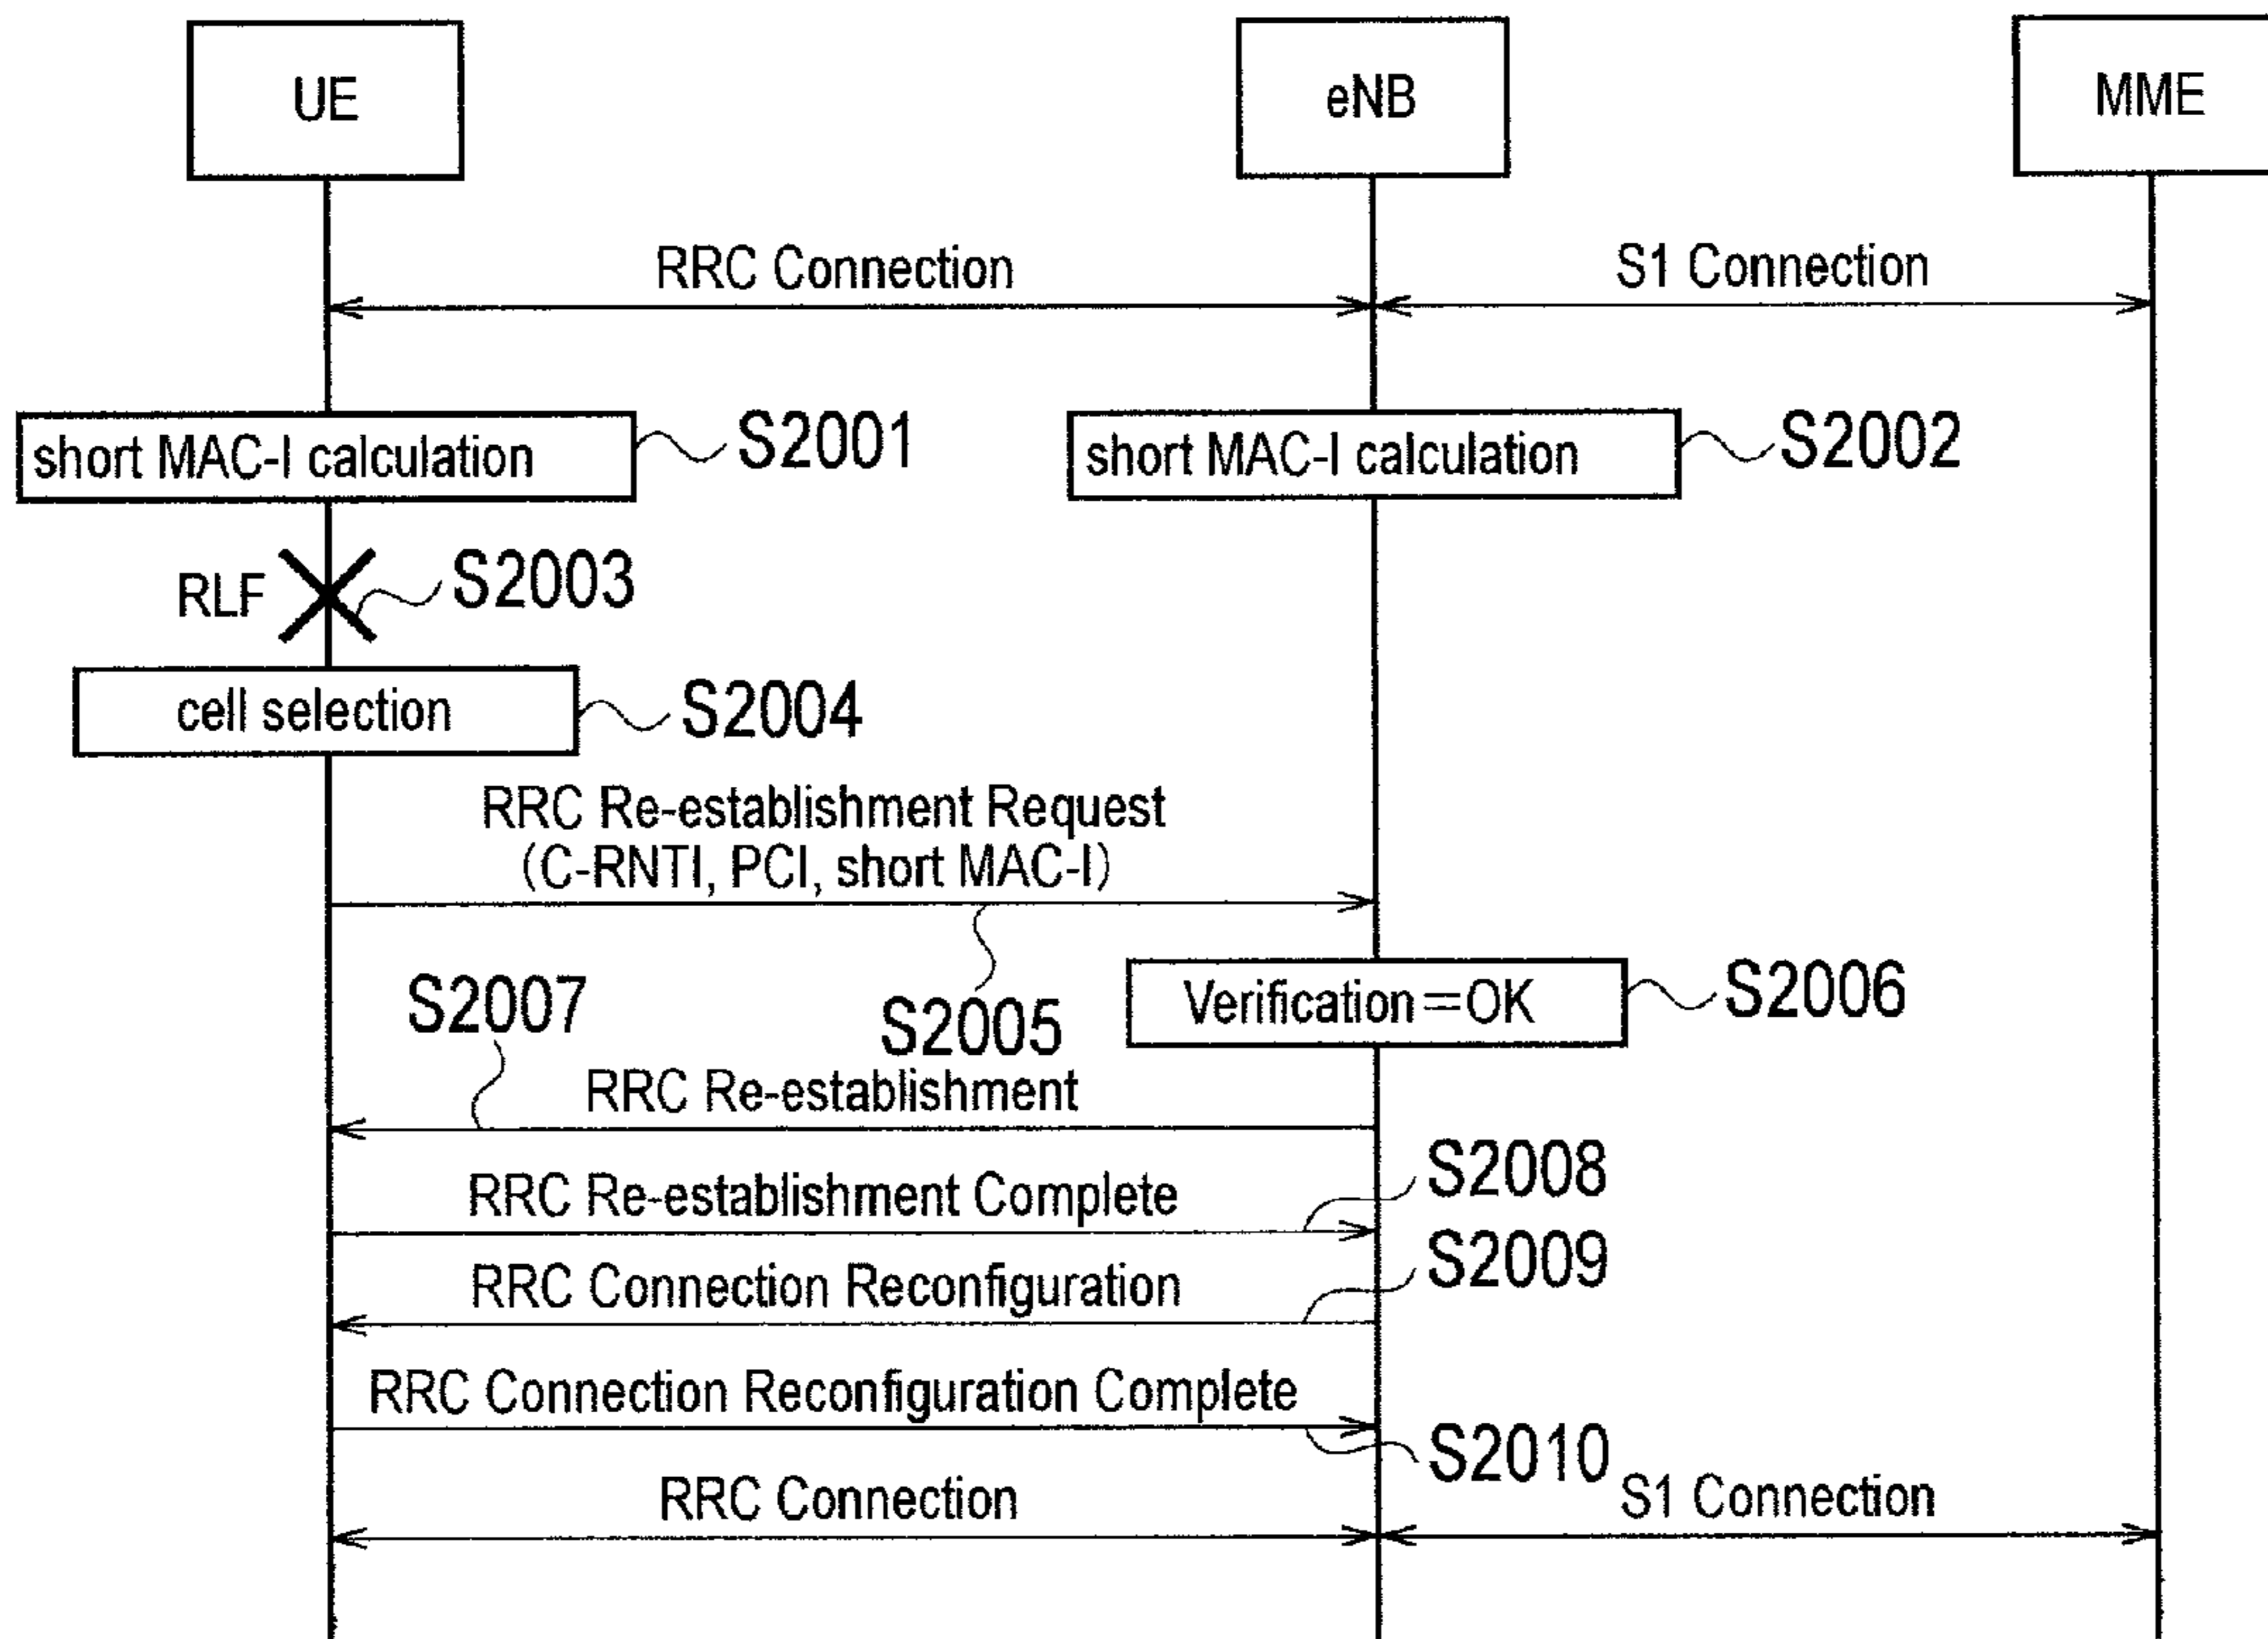 UE
eNB
MME
RRC Connection
S1 Connection
short MAC-I calculation
S2001
short MAC-I calculation
S2002
RLF
S2003
cell selection
S2004
RRC Re-establishment Request
(C-RNTI, PCI, short MAC-I)
S2005
Verification=OK
S2006
S2007
RRC Re-establishment
RRC Re-establishment Complete
S2008
RRC Connection Reconfiguration
S2009
RRC Connection Reconfiguration Complete
S2010
RRC Connection
S1 Connection